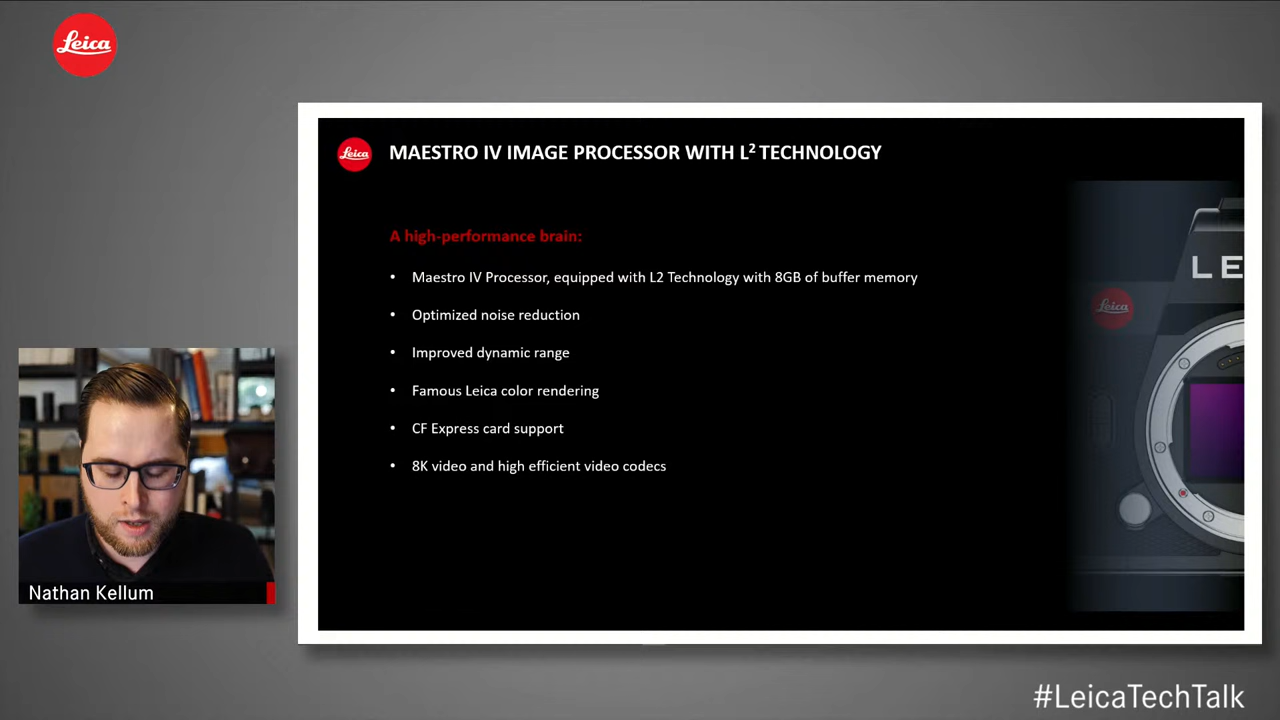 Leica
Leica
MAESTRO IV IMAGE PROCESSOR WITH L² TECHNOLOGY
A high-performance brain:
• Maestro IV Processor, equipped with L2 Technology with 8GB of buffer memory
• Optimized noise reduction
• Improved dynamic range
• Famous Leica color rendering
• CF Express card support
• 8K video and high efficient video codecs
LE
Leica
Nathan Kellum
#LeicaTechTalk